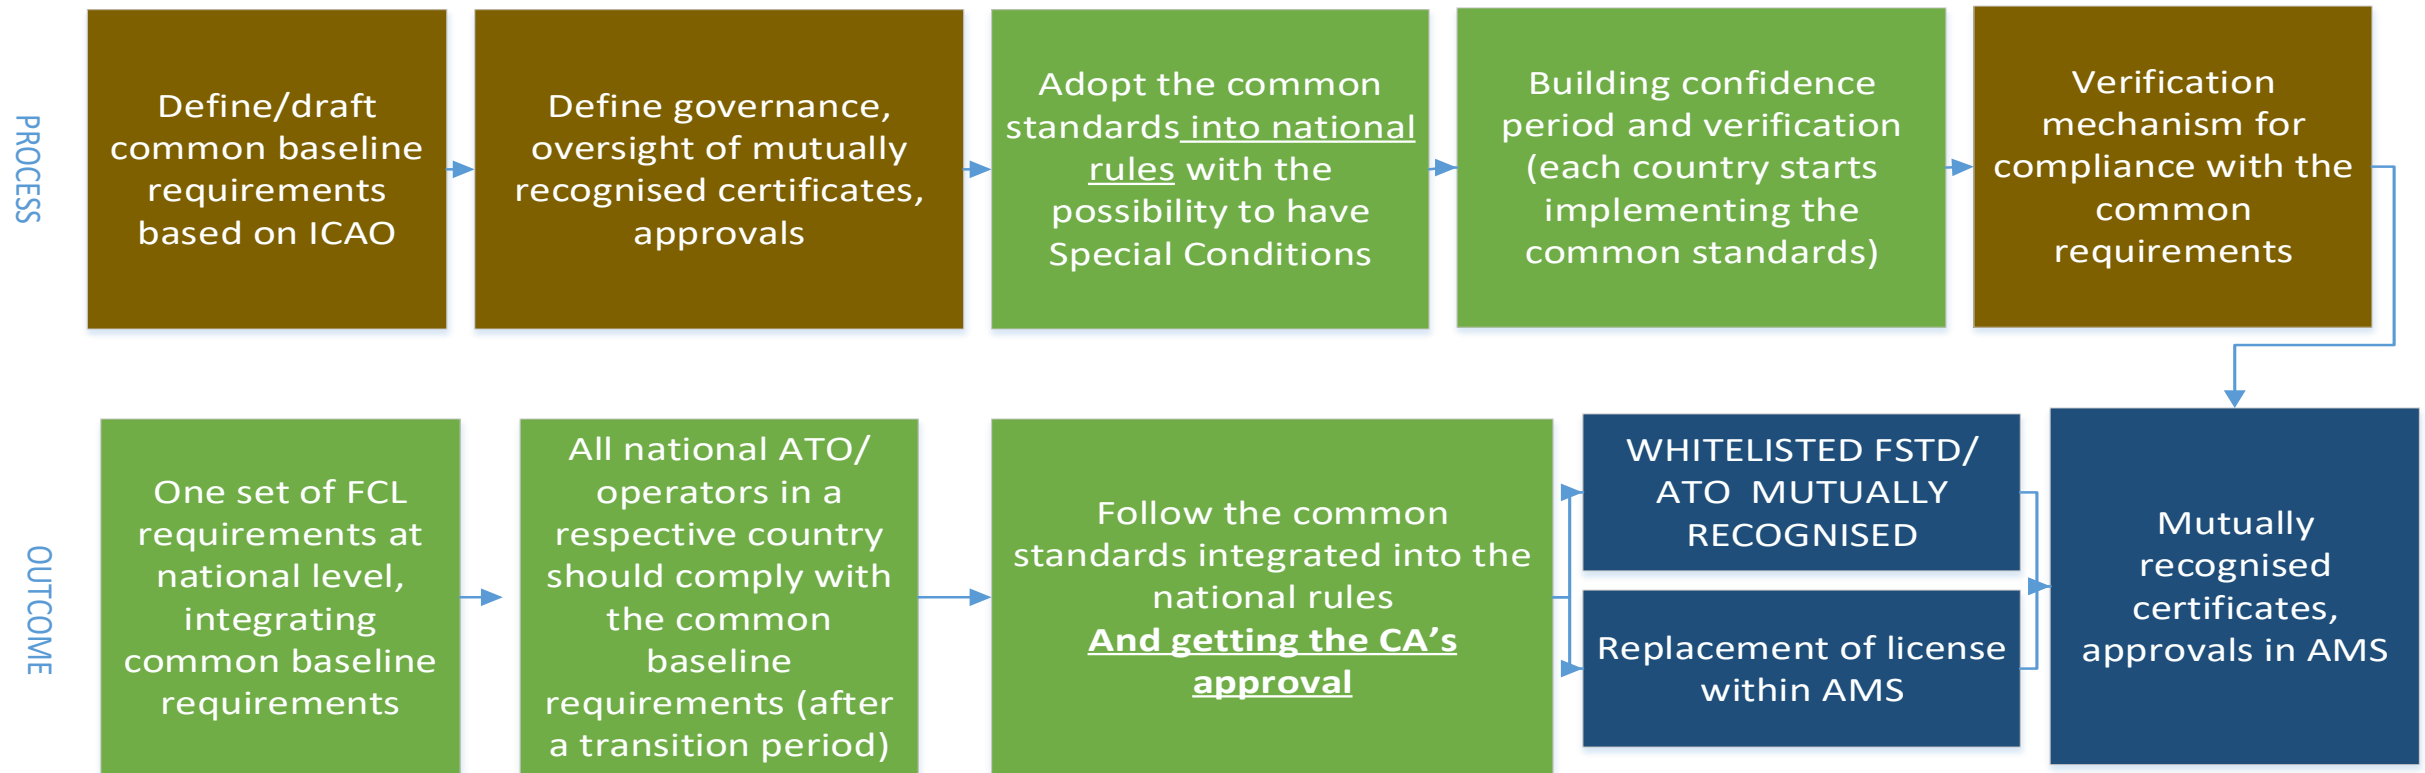 PROCESS
Define/draft
common baseline
requirements
based on ICAO
Define governance,
oversight of mutually
recognised certificates,
approvals
Adopt the common
standards into national
rules with the
possibility to have
Special Conditions
Building confidence
period and verification
(each country starts
implementing the
common standards)
Verification
mechanism for
compliance with the
common
requirements
OUTCOME
One set of FCL
requirements at
national level,
integrating
common baseline
requirements
All national ATO/
operators in a
respective country
should comply with
the common
baseline
requirements (after
a transition period)
Follow the common
standards integrated into the
national rules
And getting the CA’s
approval
WHITELISTED FSTD/
ATO MUTUALLY
RECOGNISED
Replacement of license
within AMS
Mutually
recognised
certificates,
approvals in AMS